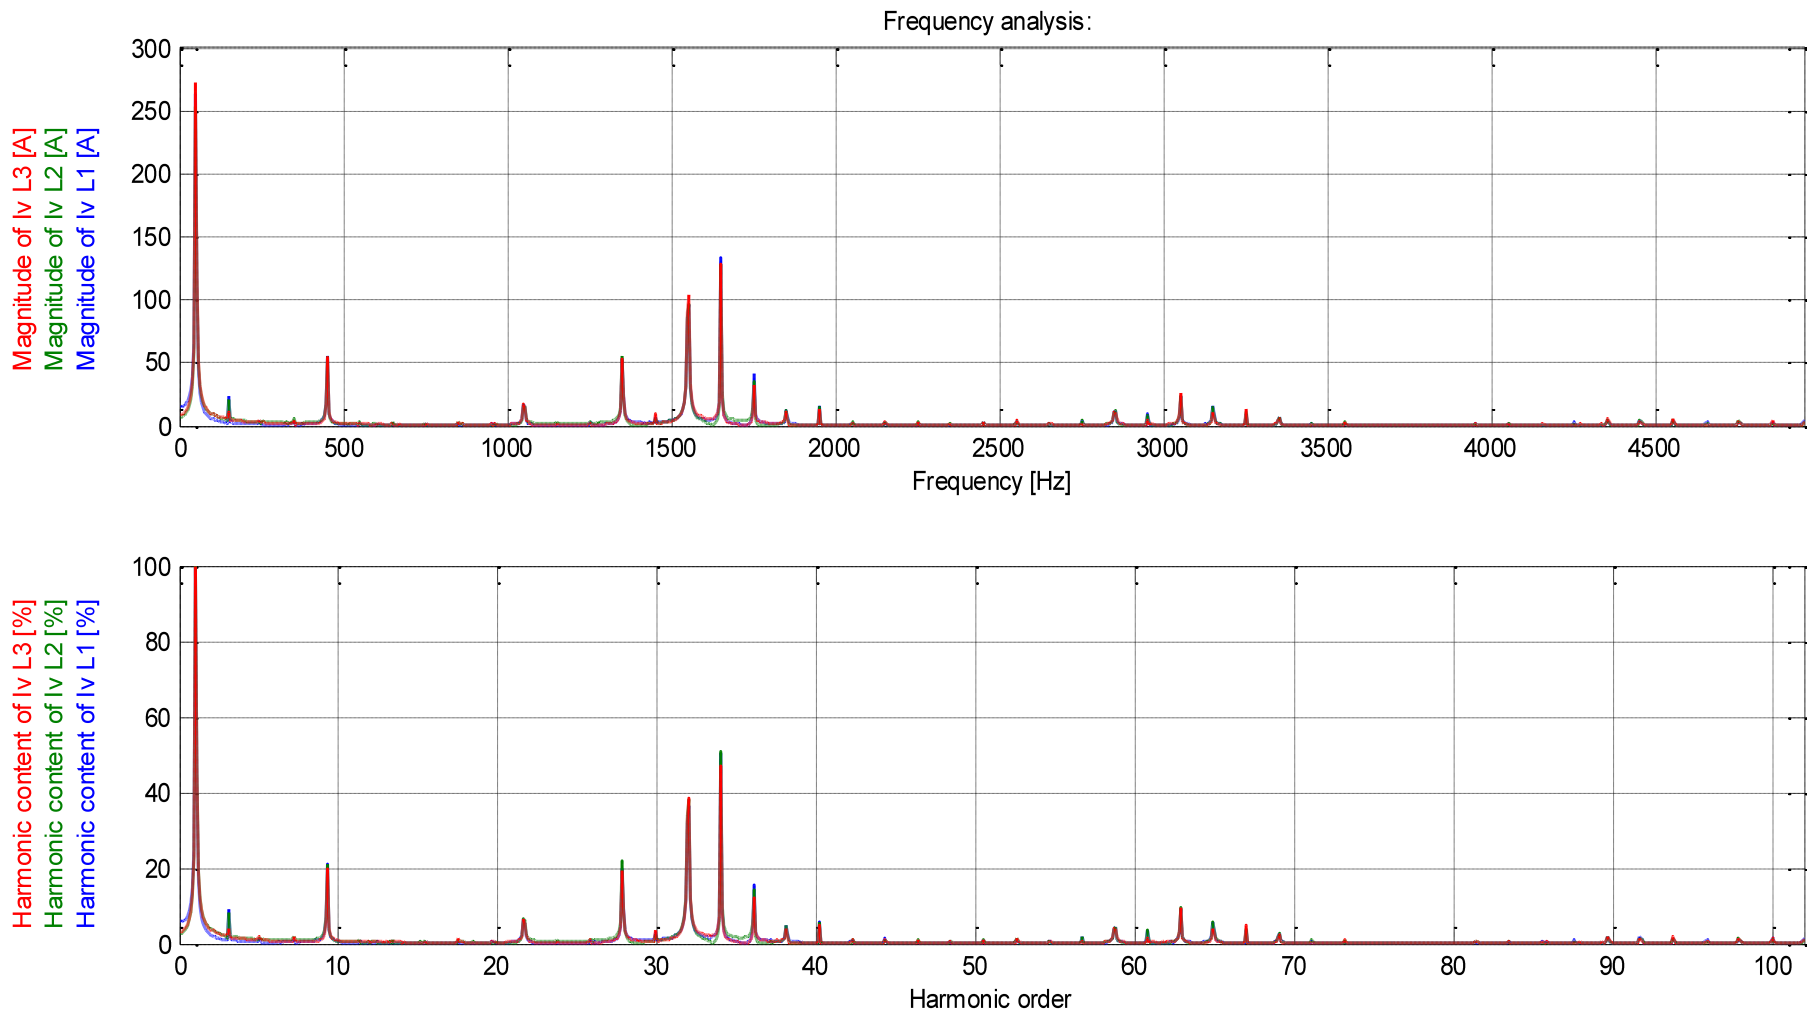 Frequency analysis:
Magnitude of Iv L3 [A]
Magnitude of Iv L2 [A]
Magnitude of Iv L1 [A]
300
250
200
150
100
50
0
0 500 1000 1500 2000 2500 3000 3500 4000 4500
Frequency [Hz]
Harmonic content of Iv L3 [%]
Harmonic content of Iv L2 [%]
Harmonic content of Iv L1 [%]
100
80
60
40
20
0
0 10 20 30 40 50 60 70 80 90 100
Harmonic order